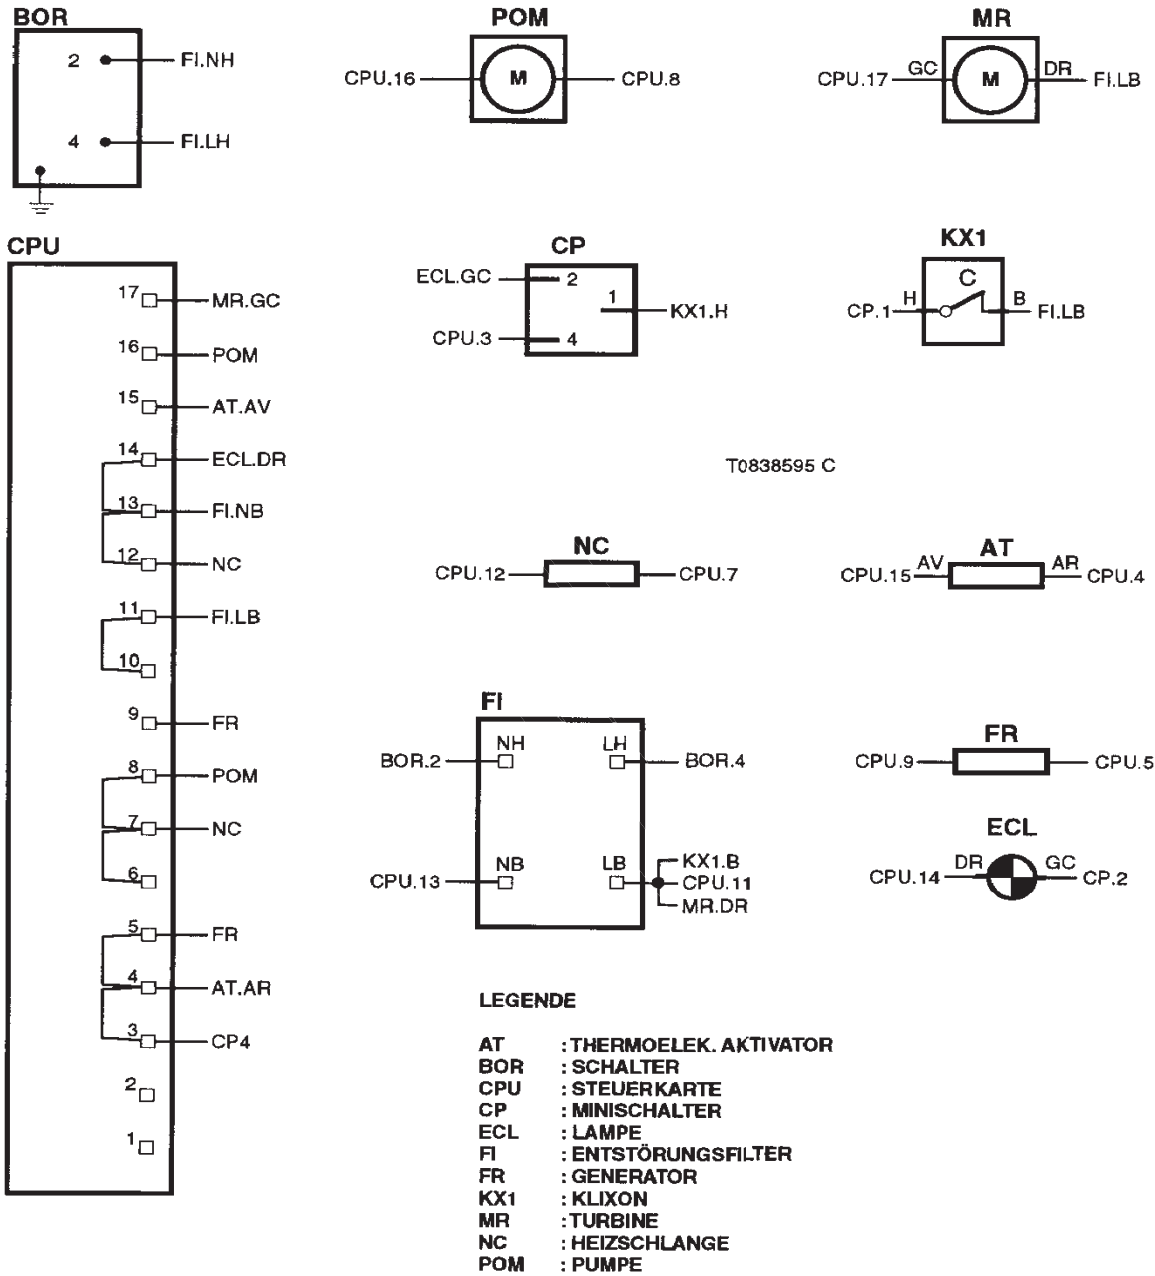 BOR
2 FI.NH
4 FI.LH
POM
CPU.16 M CPU.8
MR
CPU.17 GC M DR FI.LB
CPU
17 MR.GC
16 POM
15 AT.AV
14 ECL.DR
13 FI.NB
12 NC
11 FI.LB
10
9 FR
8 POM
7 NC
6
5 FR
4 AT.AR
3 CP4
2
1
CP
ECL.GC 2
1 KX1.H
CPU.3 4
KX1
C
CP.1 H B FI.LB
T0838595 C
NC
CPU.12 CPU.7
AT
CPU.15 AV AR CPU.4
FI
BOR.2 NH LH BOR.4
CPU.13 NB LB KX1.B
CPU.11
MR.DR
FR
CPU.9 CPU.5
ECL
CPU.14 DR GC CP.2
LEGENDE
AT : THERMOELEK. AKTIVATOR
BOR : SCHALTER
CPU : STEUERKARTE
CP : MINISCHALTER
ECL : LAMPE
FI : ENTSTÖRUNGSFILTER
FR : GENERATOR
KX1 : KLIXON
MR : TURBINE
NC : HEIZSCHLANGE
POM : PUMPE